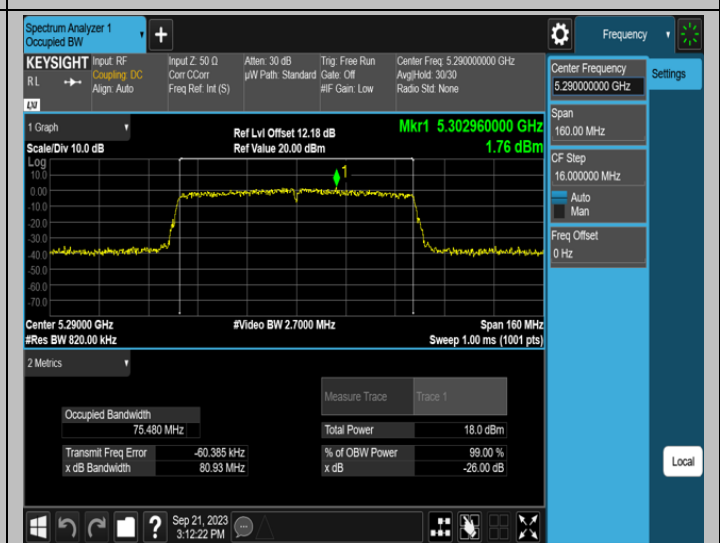 Spectrum Analyzer 1
Occupied BW
Frequency
KEYSIGHT
RL
LXI
Input: RF
Coupling: DC
Align: Auto
Input Z: 50 Ω
Corr CCorr
Freq Ref: Int (S)
Atten: 30 dB
µW Path: Standard
Trig: Free Run
Gate: Off
#IF Gain: Low
Center Freq: 5.290000000 GHz
Avg|Hold: 30/30
Radio Std: None
Center Frequency
5.290000000 GHz
Settings
Span
160.00 MHz
CF Step
16.000000 MHz
Auto
Man
Freq Offset
0 Hz
1 Graph
Scale/Div 10.0 dB
Ref Lvl Offset 12.18 dB
Ref Value 20.00 dBm
Mkr1 5.302960000 GHz
1.76 dBm
Log
10.0
0.00
-10.0
-20.0
-30.0
-40.0
-50.0
-60.0
-70.0
1
Center 5.29000 GHz
#Res BW 820.00 kHz
#Video BW 2.7000 MHz
Span 160 MHz
Sweep 1.00 ms (1001 pts)
2 Metrics
Measure Trace
Trace 1
Occupied Bandwidth
75.480 MHz
Total Power
18.0 dBm
Transmit Freq Error
-60.385 kHz
% of OBW Power
99.00 %
x dB Bandwidth
80.93 MHz
x dB
-26.00 dB
Local
?
Sep 21, 2023
3:12:22 PM